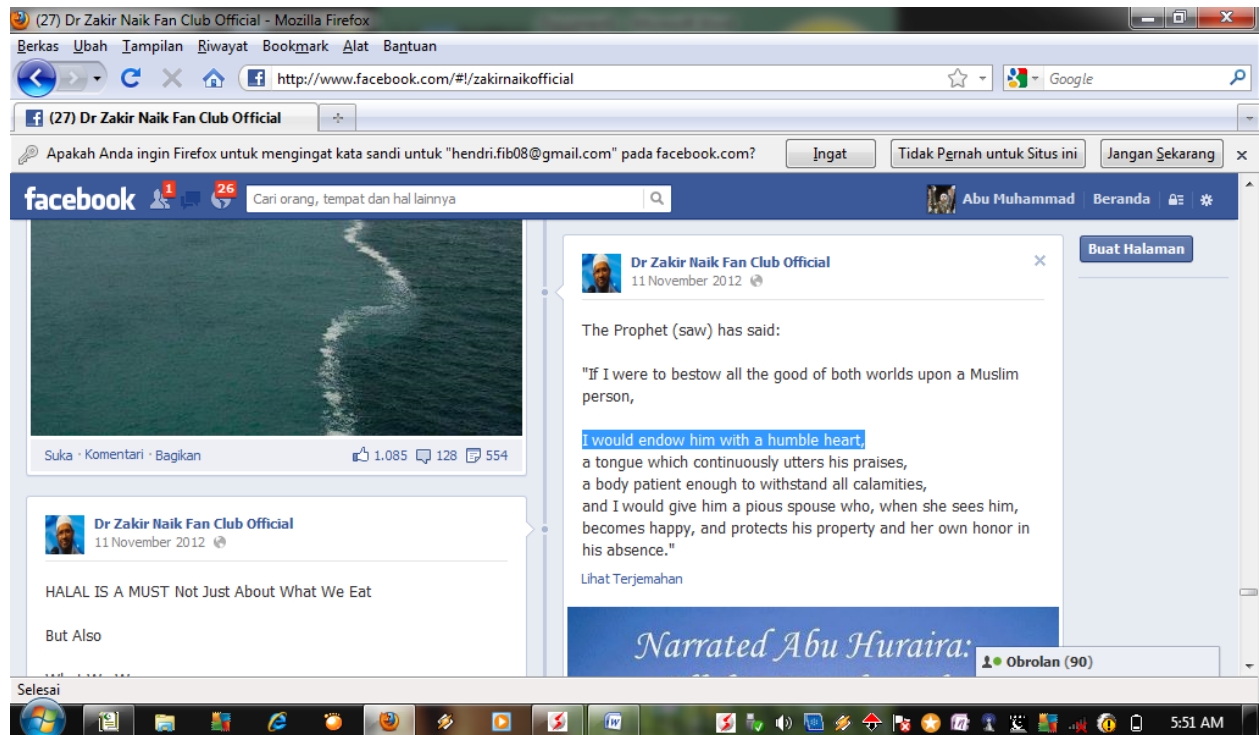 (27) Dr Zakir Naik Fan Club Official - Mozilla Firefox
Berkas Ubah Tampilan Riwayat Bookmark Alat Bantuan
http://www.facebook.com/#!/zakirnaikofficial
Google
(27) Dr Zakir Naik Fan Club Official
Apakah Anda ingin Firefox untuk mengingat kata sandi untuk "hendri.fib08@gmail.com" pada facebook.com? Ingat Tidak Pernah untuk Situs ini Jangan Sekarang
facebook 1 26 Cari orang, tempat dan hal lainnya Abu Muhammad Beranda
Suka · Komentari · Bagikan 1.085 128 554
Dr Zakir Naik Fan Club Official
11 November 2012
HALAL IS A MUST Not Just About What We Eat
But Also
Dr Zakir Naik Fan Club Official
11 November 2012
The Prophet (saw) has said:
"If I were to bestow all the good of both worlds upon a Muslim
person,
I would endow him with a humble heart,
a tongue which continuously utters his praises,
a body patient enough to withstand all calamities,
and I would give him a pious spouse who, when she sees him,
becomes happy, and protects his property and her own honor in
his absence."
Lihat Terjemahan
Narrated Abu Huraira:
Buat Halaman
Obrolan (90)
Selesai
5:51 AM